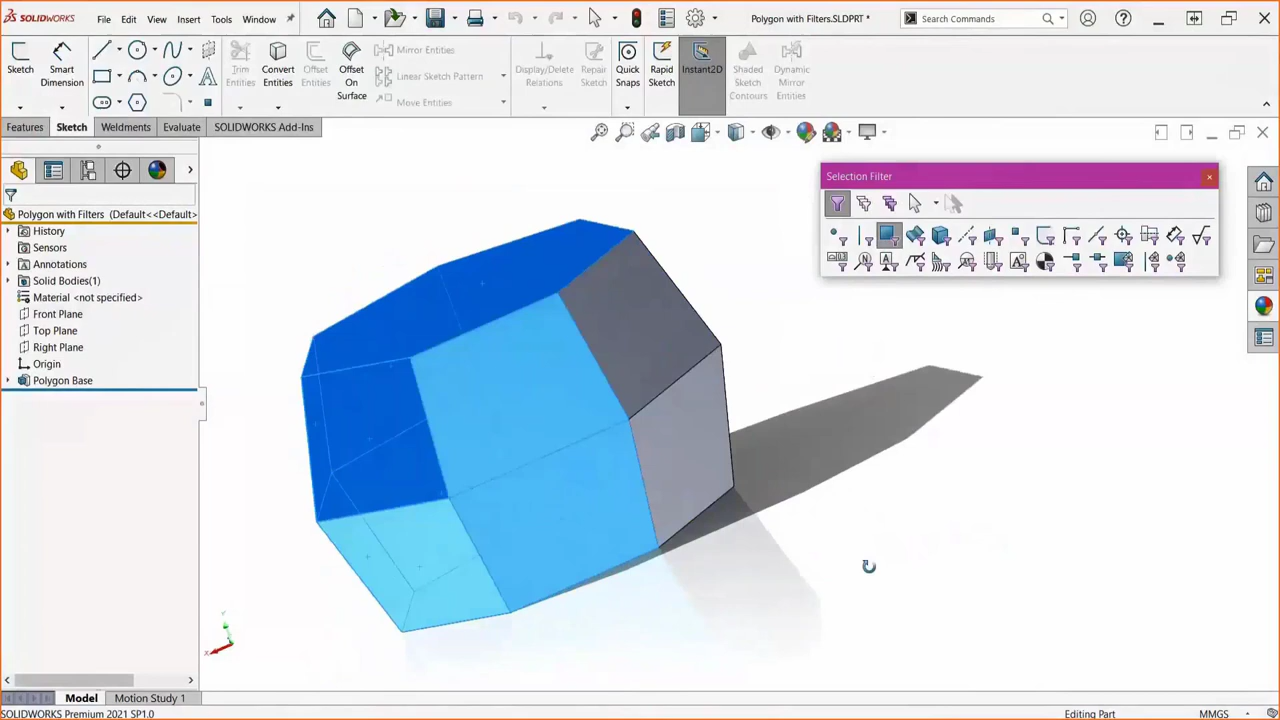 SOLIDWORKS File Edit View Insert Tools Window Polygon with Filters.SLDPRT * Search Commands
Sketch Smart Dimension Trim Entities Convert Entities Offset Entities Offset On Surface Mirror Entities Linear Sketch Pattern Move Entities Display/Delete Relations Repair Sketch Quick Snaps Rapid Sketch Instant2D Shaded Sketch Contours Dynamic Mirror Entities
Features Sketch Weldments Evaluate SOLIDWORKS Add-Ins
Selection Filter
Polygon with Filters (Default<<Default>
History
Sensors
Annotations
Solid Bodies(1)
Material <not specified>
Front Plane
Top Plane
Right Plane
Origin
Polygon Base
Y
X
Model Motion Study 1
SOLIDWORKS Premium 2021 SP1.0 Editing Part MMGS